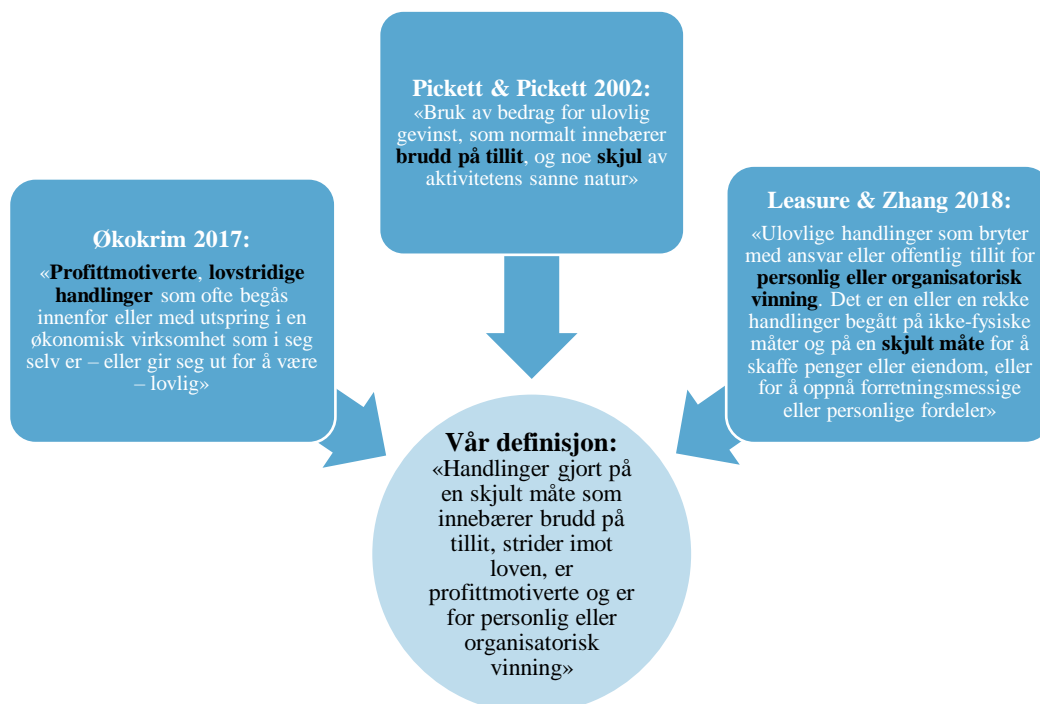 Pickett & Pickett 2002:
«Bruk av bedrag for ulovlig
gevinst, som normalt innebærer
brudd på tillit, og noe skjul av
aktivitetens sanne natur»
Økokrim 2017:
«Profittmotiverte, lovstridige
handlinger som ofte begås
innenfor eller med utspring i en
økonomisk virksomhet som i seg
selv er – eller gir seg ut for å være
– lovlig»
Leasure & Zhang 2018:
«Ulovlige handlinger som bryter
med ansvar eller offentlig tillit for
personlig eller organisatorisk
vinning. Det er en eller en rekke
handlinger begått på ikke-fysiske
måter og på en skjult måte for å
skaffe penger eller eiendom, eller
for å oppnå forretningsmessige
eller personlige fordeler»
Vår definisjon:
«Handlinger gjort på
en skjult måte som
innebærer brudd på
tillit, strider imot
loven, er
profittmotiverte og er
for personlig eller
organisatorisk
vinning»